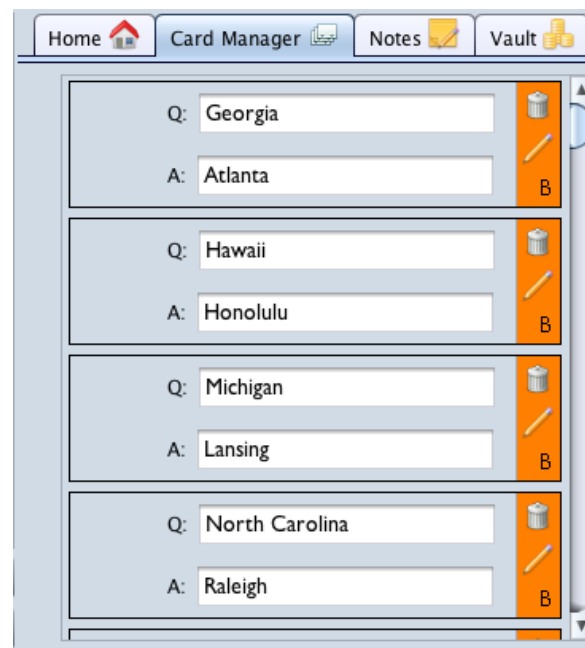 Home Card Manager Notes Vault
Q: Georgia
A: Atlanta
B
Q: Hawaii
A: Honolulu
B
Q: Michigan
A: Lansing
B
Q: North Carolina
A: Raleigh
B